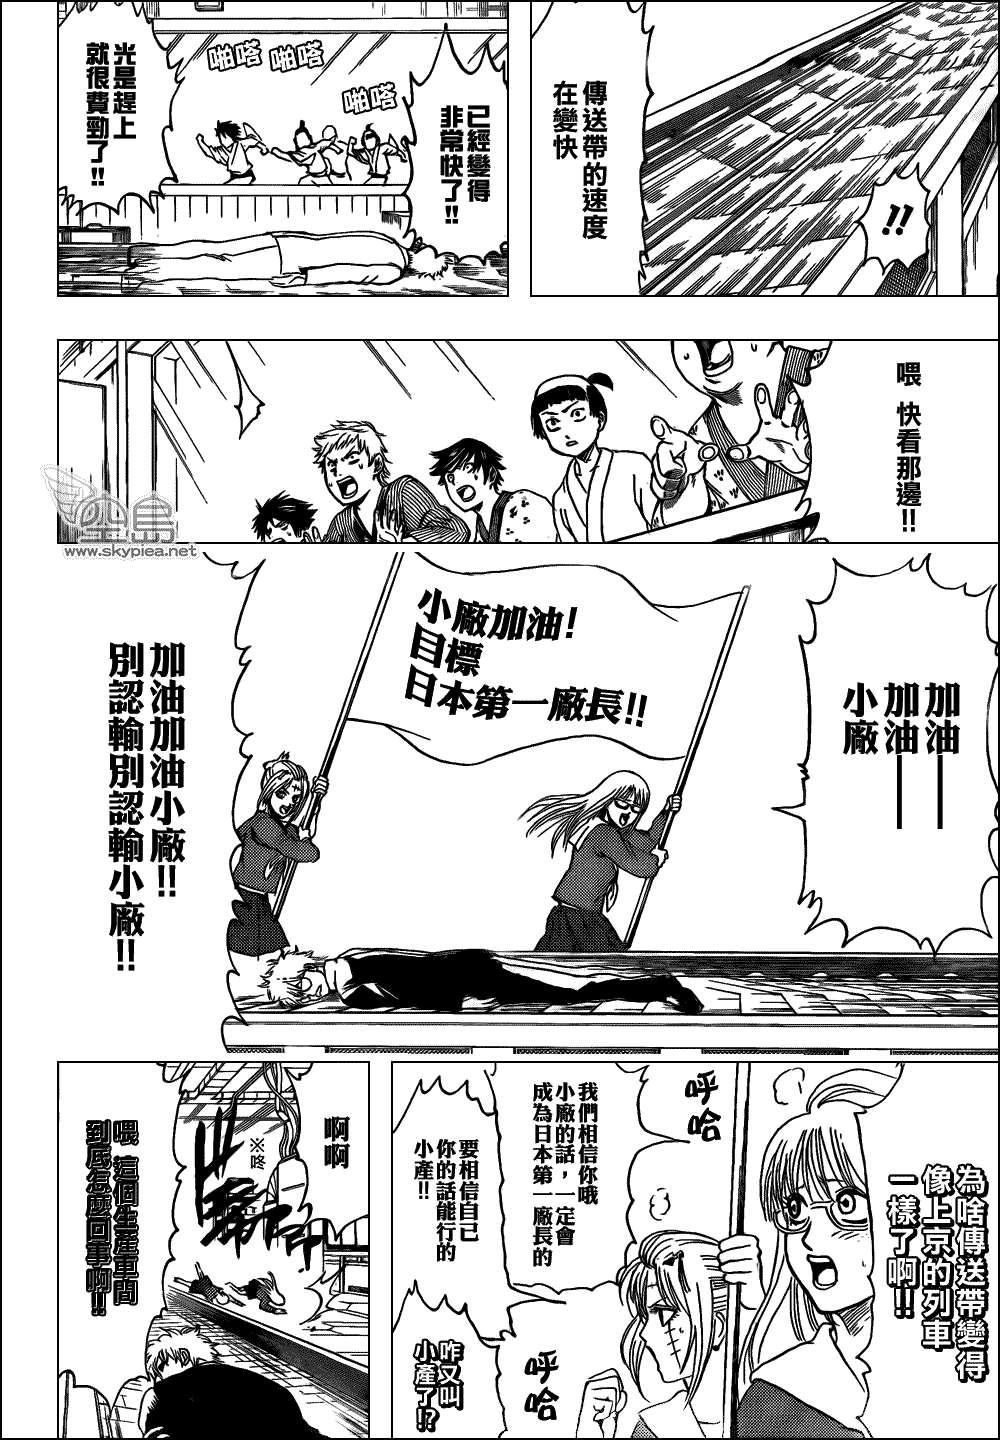 傳送帶的速度
在變快
!!
已經變得
非常快了!!
光是趕上
就很費勁了!!
喂 快看那邊!!
空島
www.skypiea.net
加油——
加油——
小廠
小廠加油!
目標
日本第一廠長!!
加油加油小廠!!
別認輸別認輸小廠!!
為啥傳送帶變得
像上京的列車
一樣了啊!!
呼哈
我們相信你哦
小廠的話，一定會
成為日本第一廠長的
要相信自己
你的話能行的
小產!!
呼哈
咋又叫
小產了!?
啊啊
※咚
喂 這個生產車間
到底怎麼回事啊!!